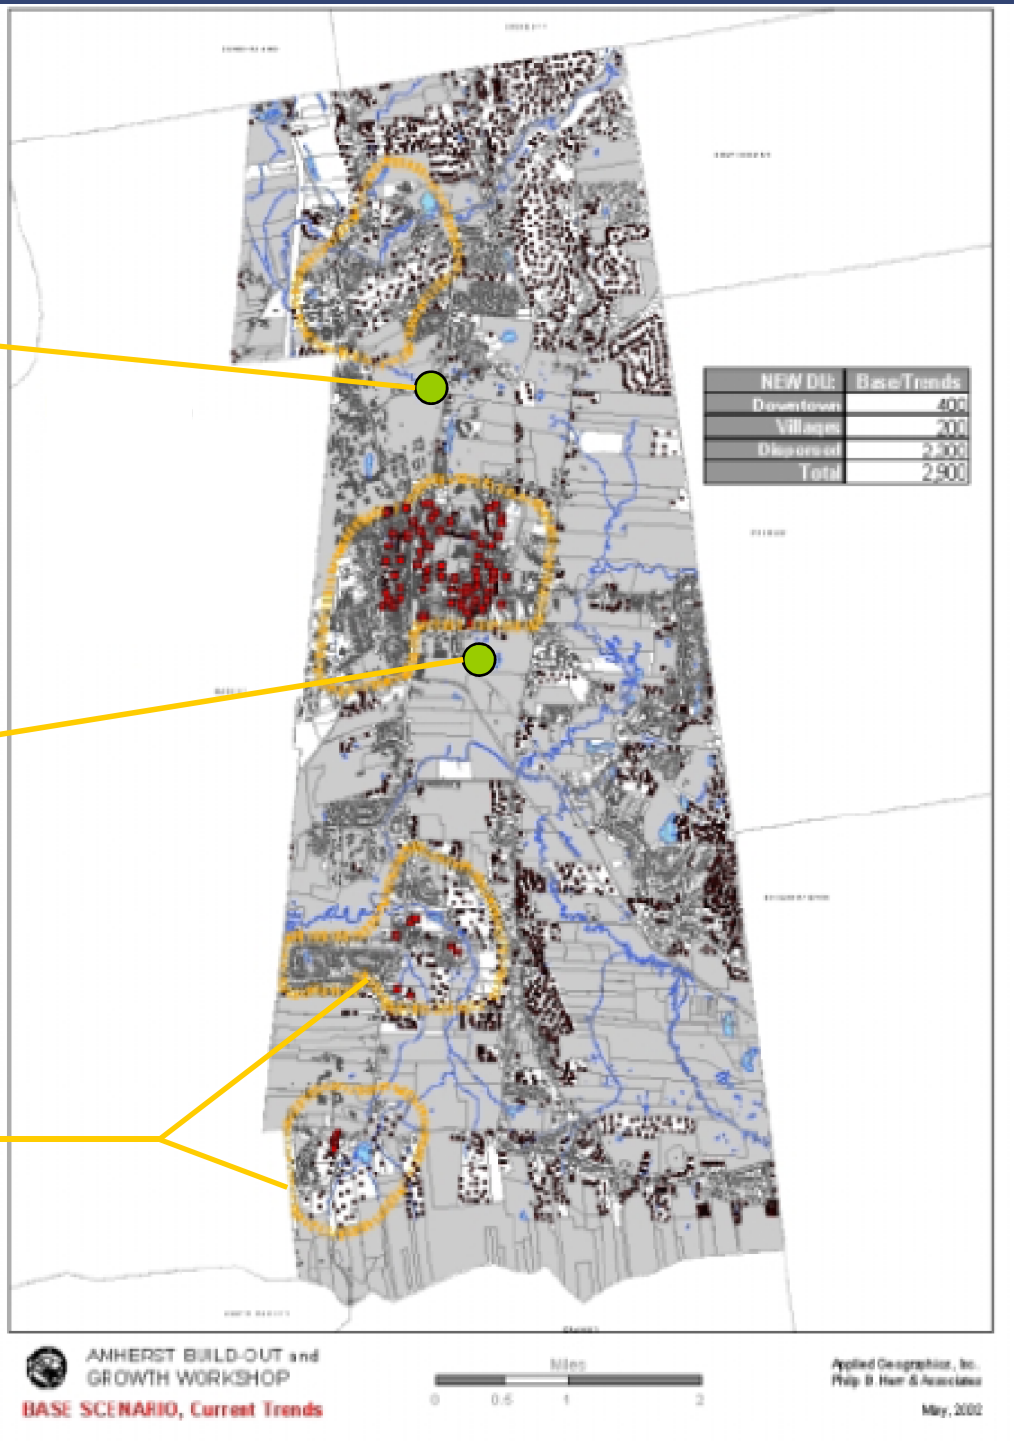 NEW DU: Base/Trends
Downtown 400
Villages 200
Dispersed 2,300
Total 2,900
AMHERST BUILD-OUT and
GROWTH WORKSHOP
BASE SCENARIO, Current Trends
Miles
0 0.5 1 2
Applied Geographics, Inc.
Philip B. Herr & Associates
May, 2002